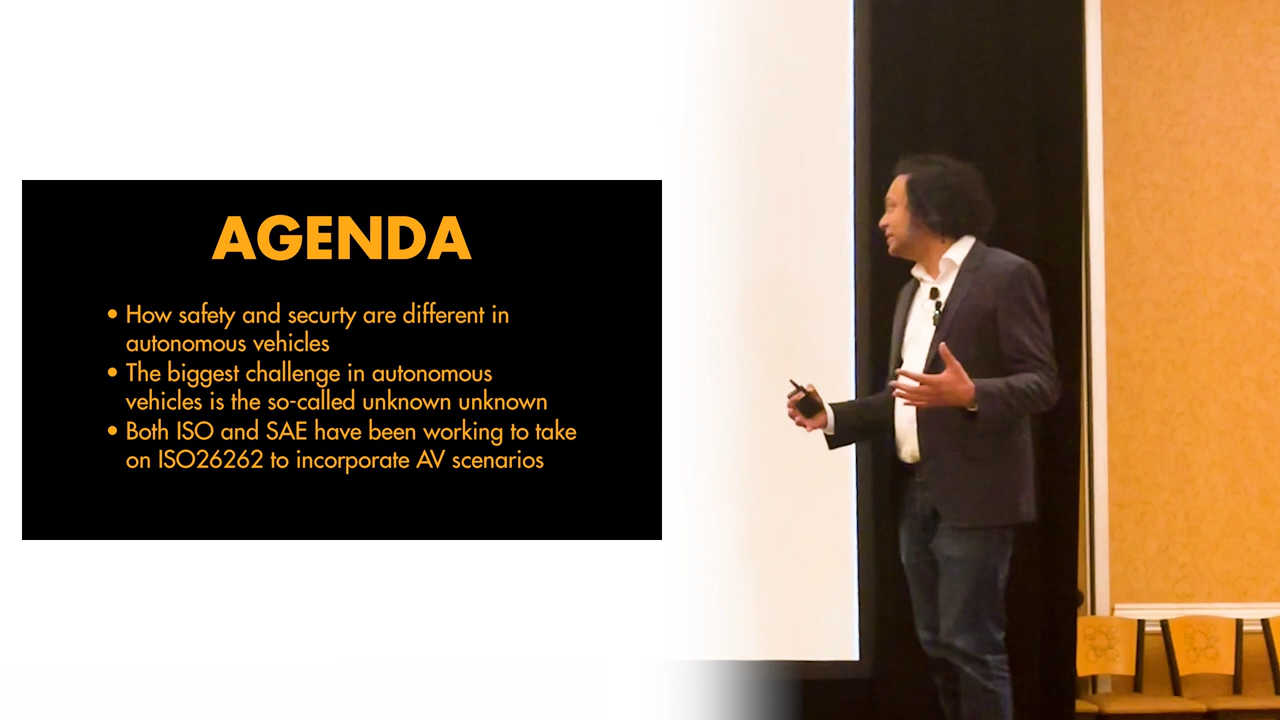 AGENDA
• How safety and securty are different in
autonomous vehicles
• The biggest challenge in autonomous
vehicles is the so-called unknown unknown
• Both ISO and SAE have been working to take
on ISO26262 to incorporate AV scenarios